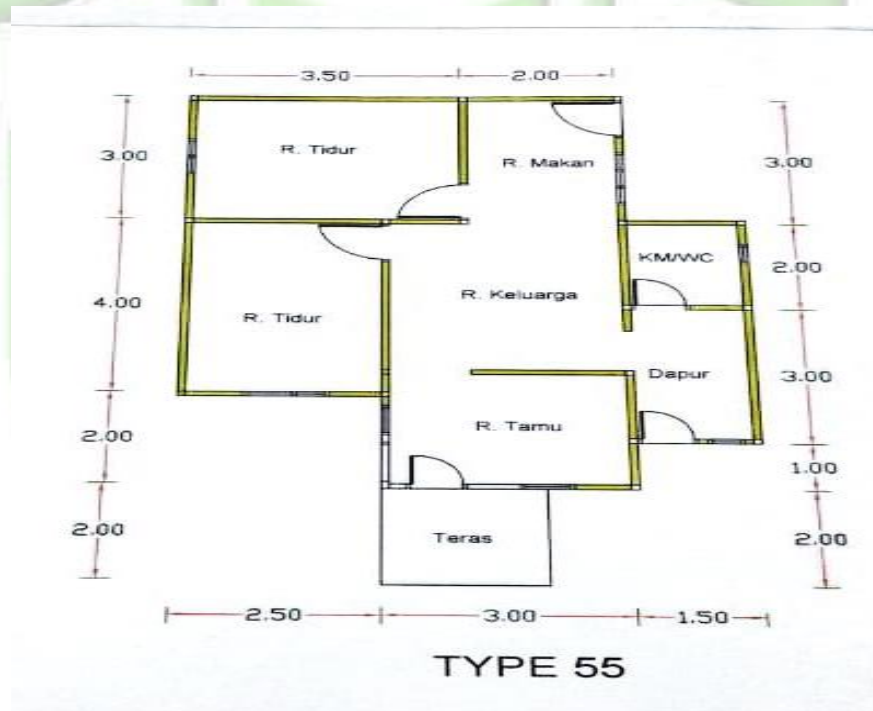 3.50 2.00
3.00 R. Tidur R. Makan 3.00
KM/WC 2.00
4.00 R. Tidur R. Keluarga
Dapur 3.00
2.00 R. Tamu 1.00
2.00 Teras 2.00
2.50 3.00 1.50
TYPE 55